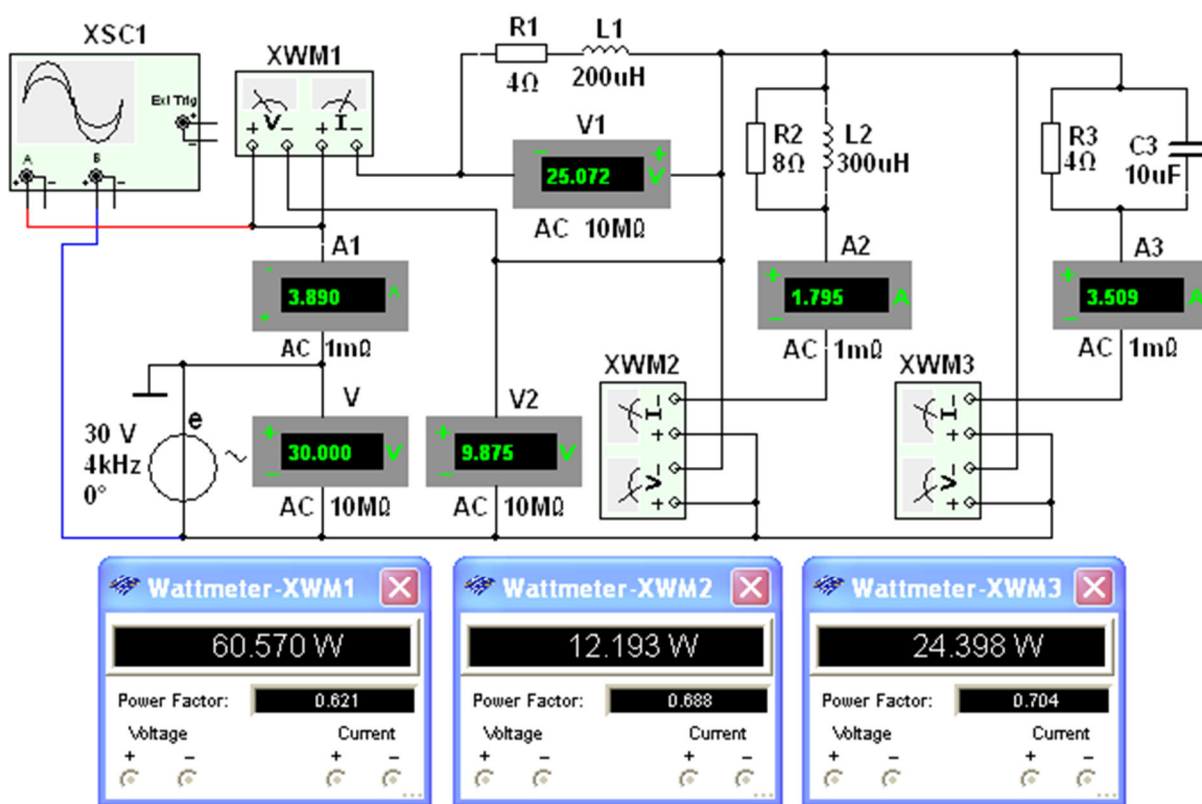 XSC1
XWM1
Ext Trig
+
−
A
B
+ − + −
V I
+ − + −
R1
4Ω
L1
200uH
V1
− +
25.072 V
AC 10MΩ
R2
8Ω
L2
300uH
R3
4Ω
C3
10uF
A1
-
3.890 A
+
AC 1mΩ
A2
+
1.795 A
−
AC 1mΩ
A3
+
3.509 A
−
AC 1mΩ
XWM2
I − +
V − +
XWM3
I − +
V − +
e
30 V
4kHz
0°
V
+
30.000 V
−
AC 10MΩ
V2
+
9.875 V
−
AC 10MΩ
Wattmeter-XWM1
60.570 W
Power Factor: 0.621
Voltage Current
+ − + −
Wattmeter-XWM2
12.193 W
Power Factor: 0.688
Voltage Current
+ − + −
Wattmeter-XWM3
24.398 W
Power Factor: 0.704
Voltage Current
+ − + −